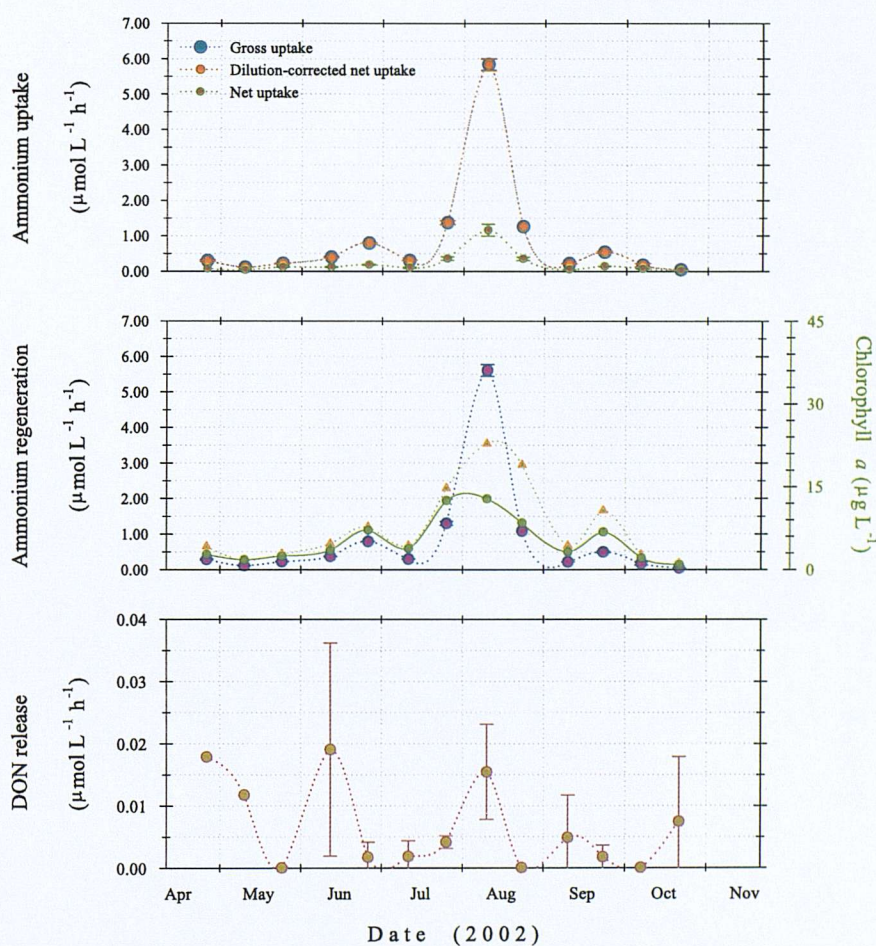 7.00
6.00
5.00
4.00
3.00
2.00
1.00
0.00
Ammonium uptake
(μmol L⁻¹ h⁻¹)
Gross uptake
Dilution-corrected net uptake
Net uptake
7.00
6.00
5.00
4.00
3.00
2.00
1.00
0.00
Ammonium regeneration
(μmol L⁻¹ h⁻¹)
45
30
15
0
Chlorophyll a (μg L⁻¹)
0.04
0.03
0.02
0.01
0.00
DON release
(μmol L⁻¹ h⁻¹)
Apr May Jun Jul Aug Sep Oct Nov
Date (2002)